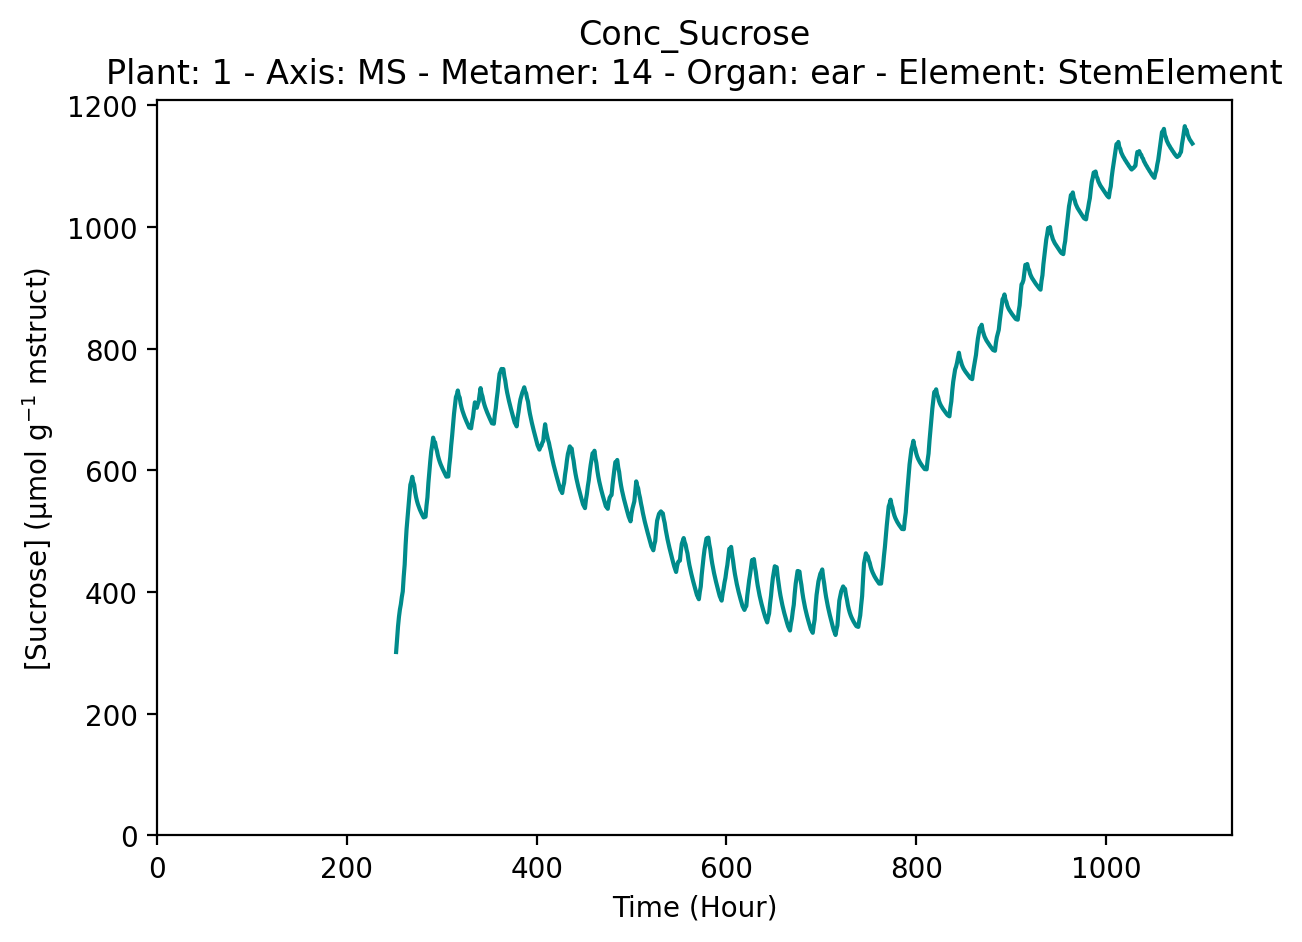 Conc_Sucrose
Plant: 1 - Axis: MS - Metamer: 14 - Organ: ear - Element: StemElement
[Sucrose] (µmol g⁻¹ mstruct)
1200
1000
800
600
400
200
0
0 200 400 600 800 1000
Time (Hour)